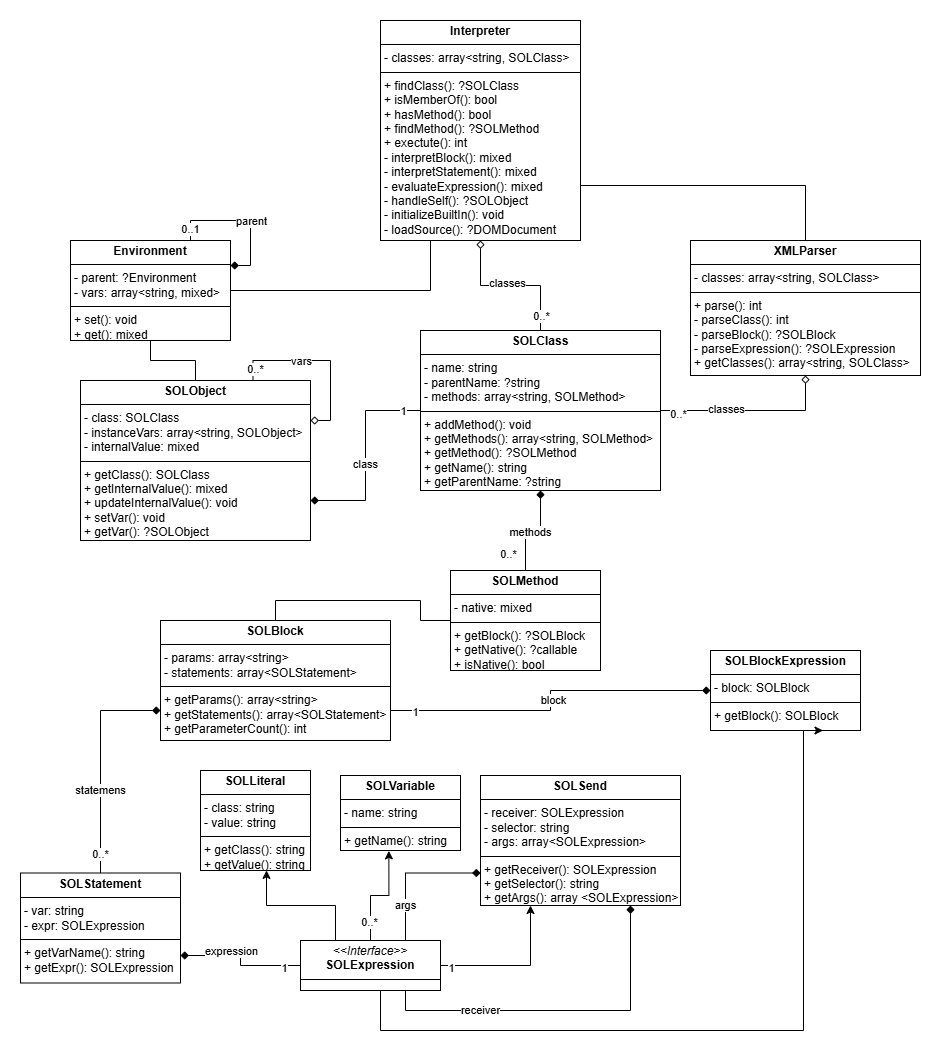 Interpreter
- classes: array<string, SOLClass>
+ findClass(): ?SOLClass
+ isMemberOf(): bool
+ hasMethod(): bool
+ findMethod(): ?SOLMethod
+ exectute(): int
- interpretBlock(): mixed
- interpretStatement(): mixed
- evaluateExpression(): mixed
- handleSelf(): ?SOLObject
- initializeBuiltIn(): void
- loadSource(): ?DOMDocument
parent
0..1
Environment
- parent: ?Environment
- vars: array<string, mixed>
+ set(): void
+ get(): mixed
XMLParser
- classes: array<string, SOLClass>
+ parse(): int
- parseClass(): int
- parseBlock(): ?SOLBlock
- parseExpression(): ?SOLExpression
+ getClasses(): array<string, SOLClass>
classes
0..*
SOLClass
- name: string
- parentName: ?string
- methods: array<string, SOLMethod>
+ addMethod(): void
+ getMethods(): array<string, SOLMethod>
+ getMethod(): ?SOLMethod
+ getName(): string
+ getParentName: ?string
vars
0..*
SOLObject
- class: SOLClass
- instanceVars: array<string, SOLObject>
- internalValue: mixed
+ getClass(): SOLClass
+ getInternalValue(): mixed
+ updateInternalValue(): void
+ setVar(): void
+ getVar(): ?SOLObject
1
class
0..*
classes
methods
0..*
SOLMethod
- native: mixed
+ getBlock(): ?SOLBlock
+ getNative(): ?callable
+ isNative(): bool
SOLBlock
- params: array<string>
- statements: array<SOLStatement>
+ getParams(): array<string>
+ getStatements(): array<SOLStatement>
+ getParameterCount(): int
1
block
SOLBlockExpression
- block: SOLBlock
+ getBlock(): SOLBlock
statemens
0..*
SOLLiteral
- class: string
- value: string
+ getClass(): string
+ getValue(): string
SOLVariable
- name: string
+ getName(): string
SOLSend
- receiver: SOLExpression
- selector: string
- args: array<SOLExpression>
+ getReceiver(): SOLExpression
+ getSelector(): string
+ getArgs(): array <SOLExpression>
SOLStatement
- var: string
- expr: SOLExpression
+ getVarName(): string
+ getExpr(): SOLExpression
args
0..*
expression
1
<<Interface>>
SOLExpression
1
receiver